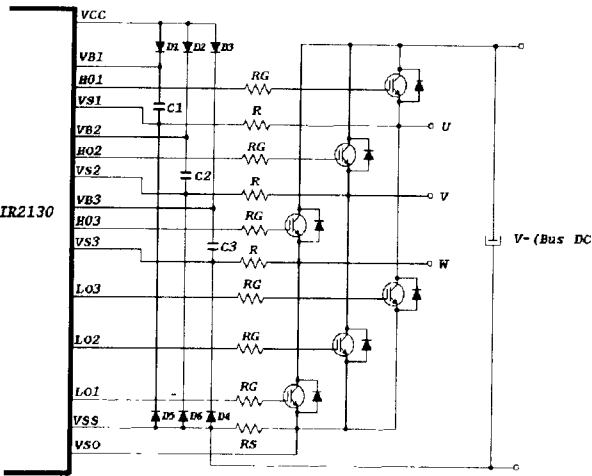 VCC
D1 D2 D3
VB1
HO1 RG
C1
VS1 R U
VB2
HO2 RG
VS2 C2 R V
VB3
IR2130
HO3 RG
V-(Bus DC
VS3 C3 R W
LO3 RG
LO2 RG
LO1 RG
D5 D6 D4
VSS RS
VSO